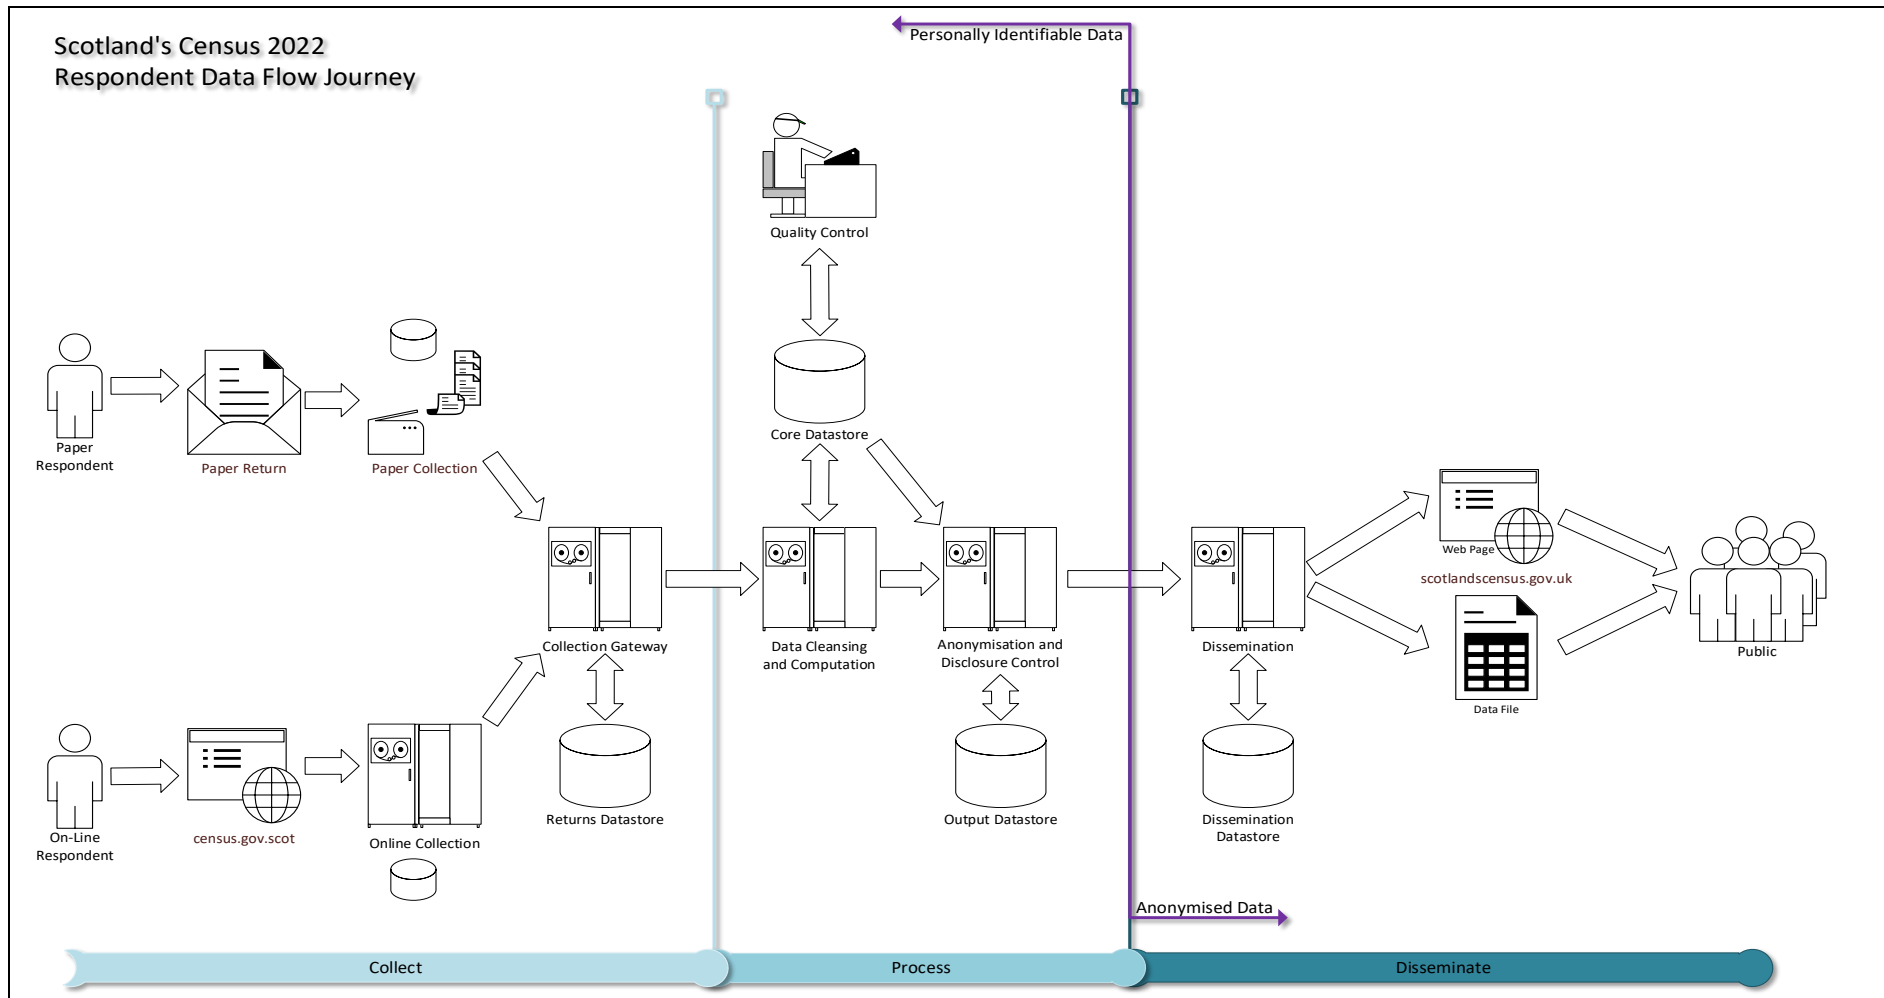 Scotland's Census 2022
Respondent Data Flow Journey
Personally Identifiable Data
Quality Control
Core Datastore
Paper
Respondent
Paper Return
Paper Collection
Collection Gateway
Data Cleansing
and Computation
Anonymisation and
Disclosure Control
Dissemination
Web Page
scotlandscensus.gov.uk
Data File
Public
On-Line
Respondent
census.gov.scot
Online Collection
Returns Datastore
Output Datastore
Dissemination
Datastore
Anonymised Data
Collect
Process
Disseminate